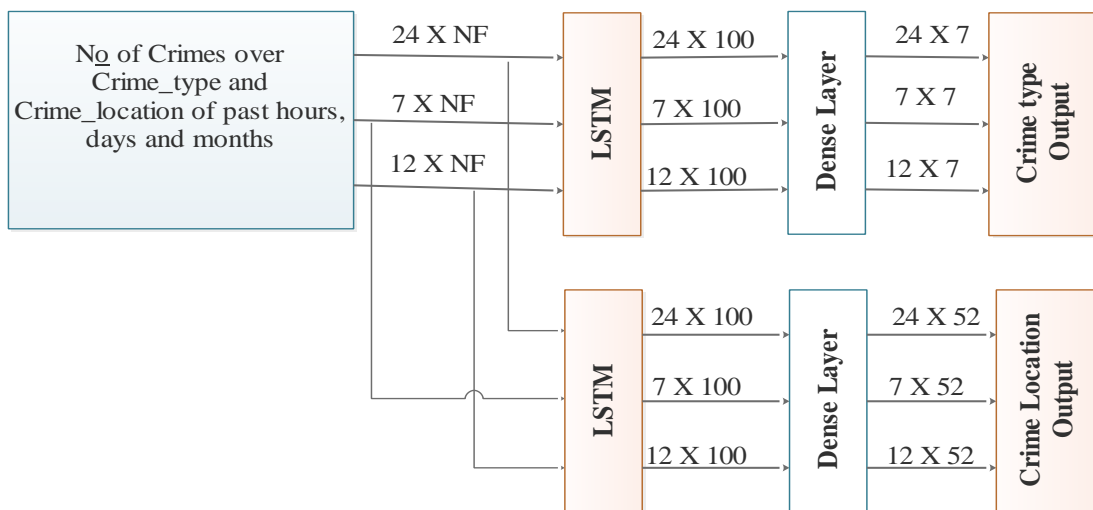 No of Crimes over
Crime_type and
Crime_location of past hours,
days and months
24 X NF
7 X NF
12 X NF
LSTM
24 X 100
7 X 100
12 X 100
Dense Layer
24 X 7
7 X 7
12 X 7
Crime type
Output
LSTM
24 X 100
7 X 100
12 X 100
Dense Layer
24 X 52
7 X 52
12 X 52
Crime Location
Output